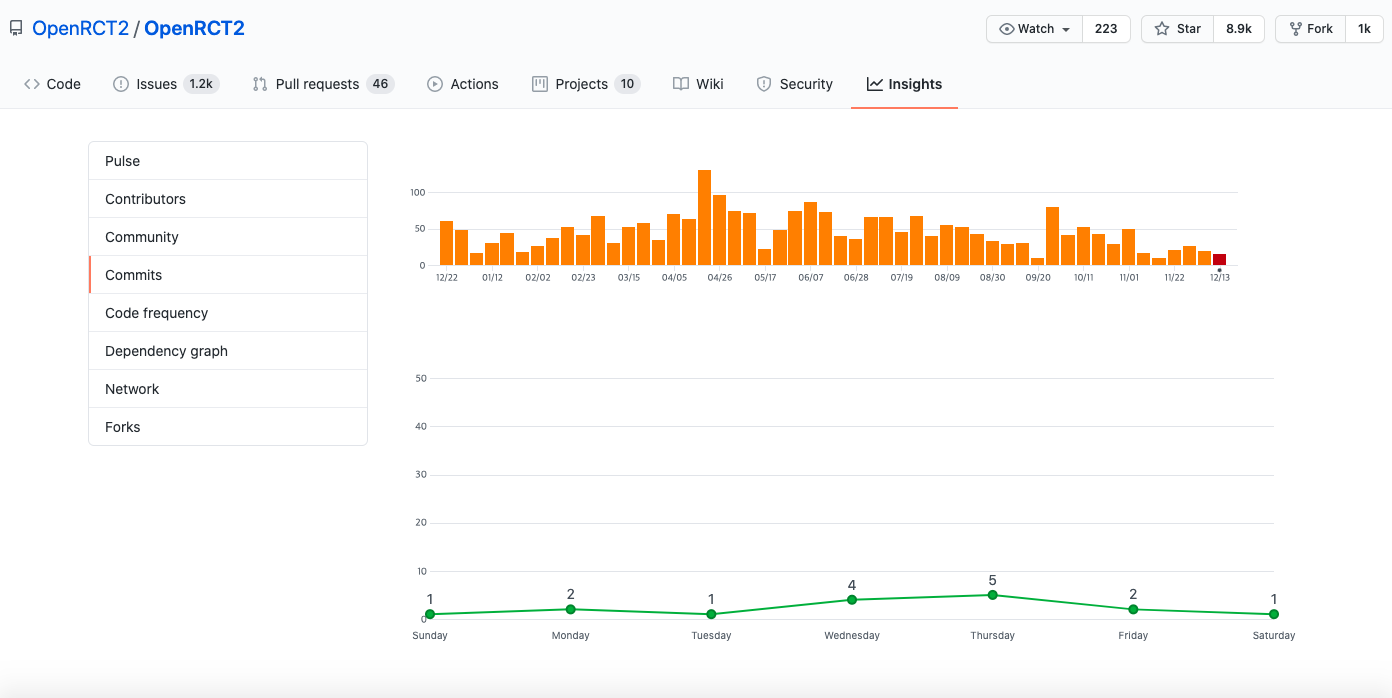 OpenRCT2 / OpenRCT2
Watch 223
Star 8.9k
Fork 1k
Code
Issues 1.2k
Pull requests 46
Actions
Projects 10
Wiki
Security
Insights
Pulse
Contributors
Community
Commits
Code frequency
Dependency graph
Network
Forks
100
50
0
12/22 01/12 02/02 02/23 03/15 04/05 04/26 05/17 06/07 06/28 07/19 08/09 08/30 09/20 10/11 11/01 11/22 12/13
50
40
30
20
10
0
1 2 1 4 5 2 1
Sunday Monday Tuesday Wednesday Thursday Friday Saturday